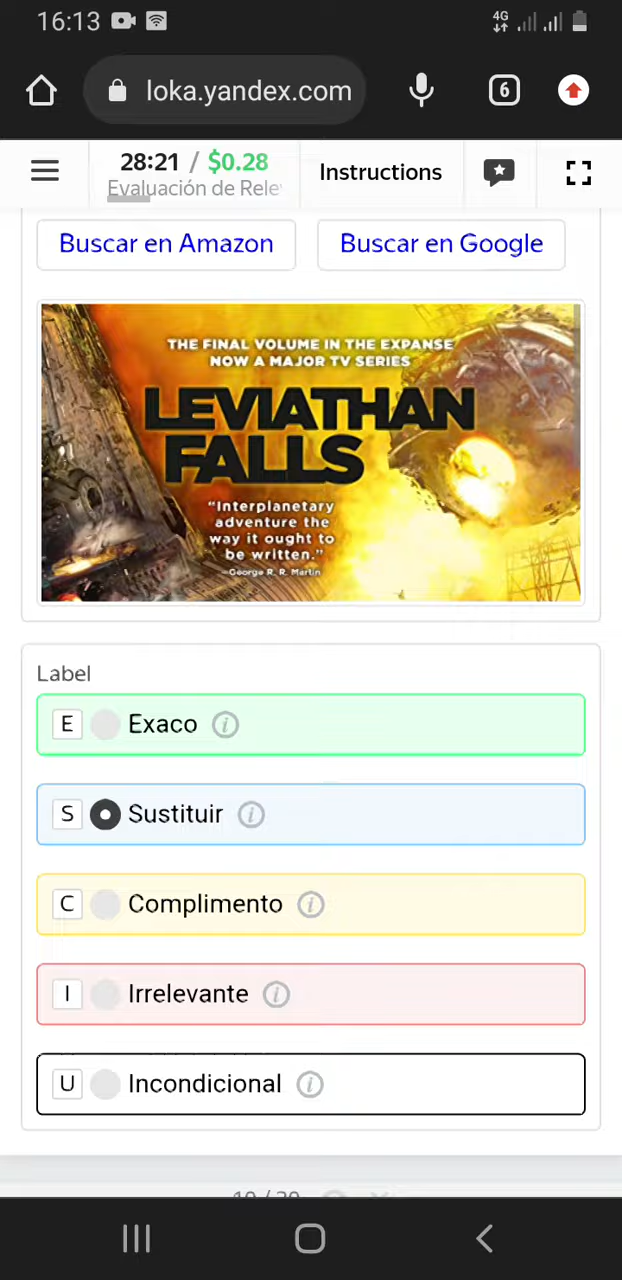 16:13
4G
loka.yandex.com
6
28:21 / $0.28
Evaluación de Rele
Instructions
Buscar en Amazon
Buscar en Google
THE FINAL VOLUME IN THE EXPANSE
NOW A MAJOR TV SERIES
LEVIATHAN
FALLS
“Interplanetary
adventure the
way it ought to
be written.”
—George R. R. Martin
Label
E Exaco i
S Sustituir i
C Complimento i
I Irrelevante i
U Incondicional i